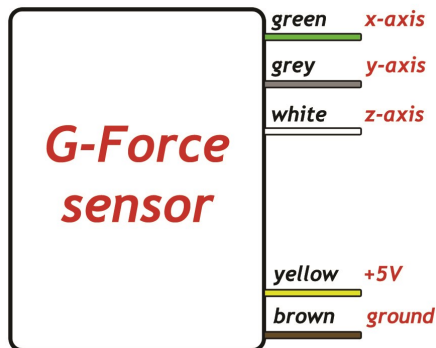 green x-axis
grey y-axis
white z-axis
G-Force
sensor
yellow +5V
brown ground